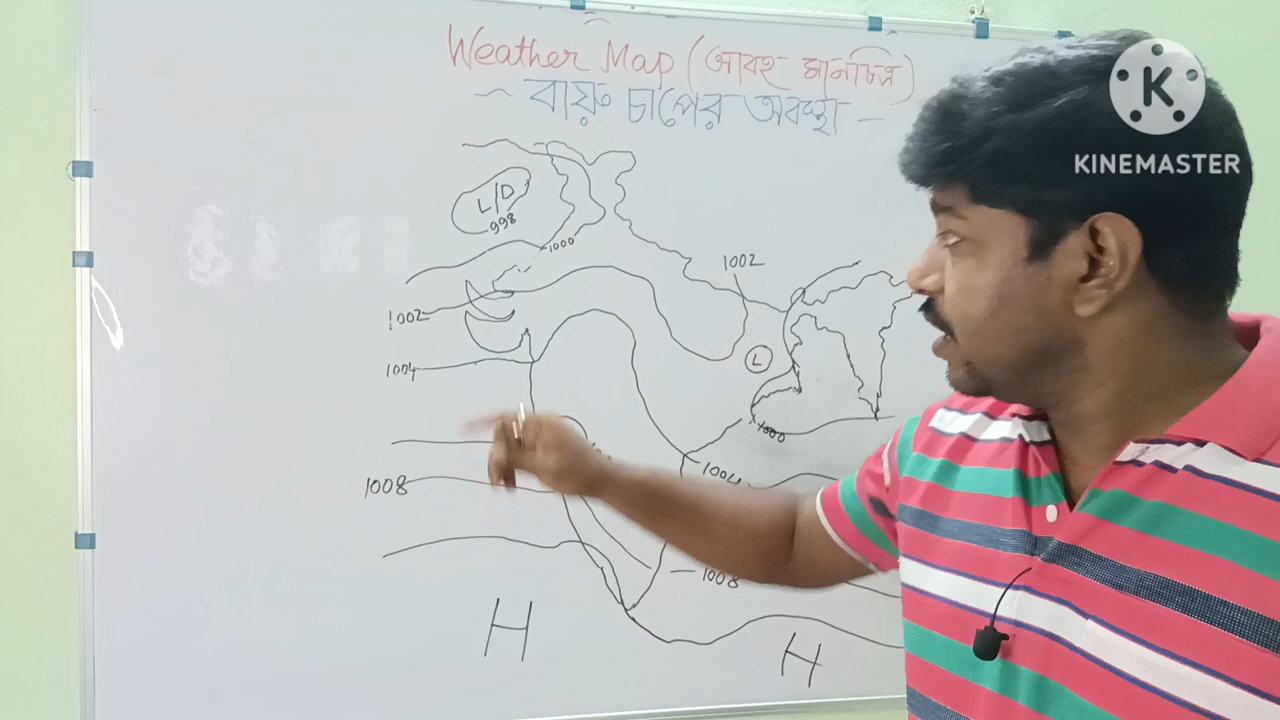 Weather Map (আবহ মানচিত্র)
~ বায়ু চাপের অবস্থা -
K
KINEMASTER
L/D
998
1000
1002
1002
L
1004
1000
1004
1008
1008
H
H